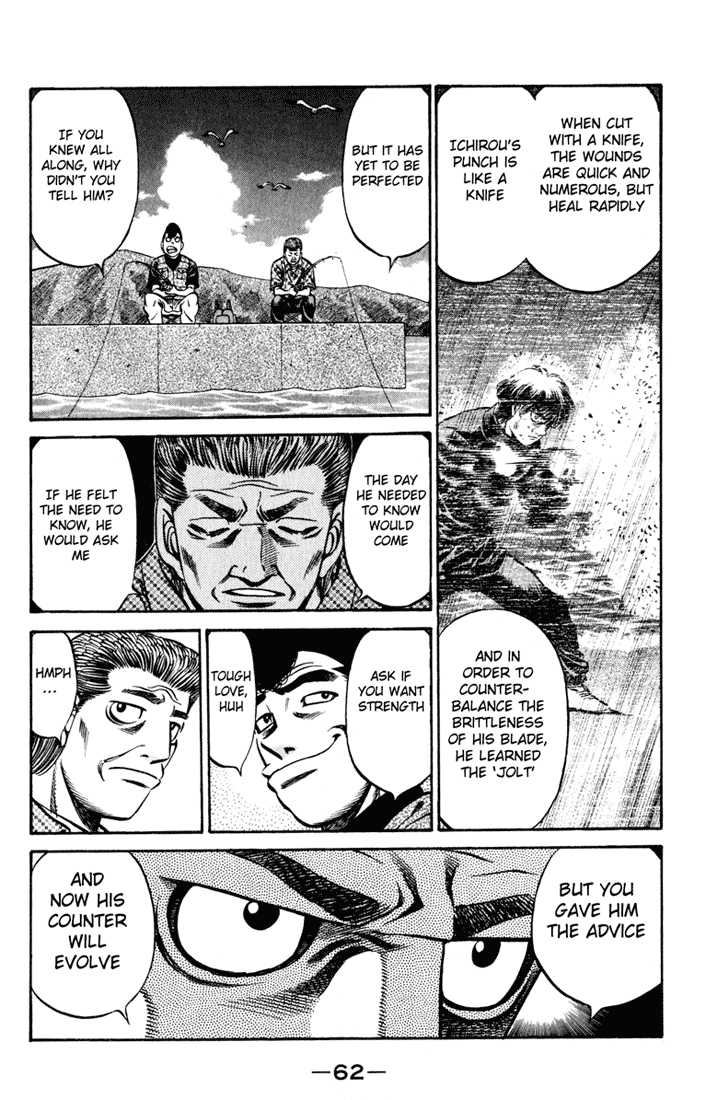 WHEN CUT
WITH A KNIFE,
THE WOUNDS
ARE QUICK AND
NUMEROUS, BUT
HEAL RAPIDLY
ICHIROU'S
PUNCH IS
LIKE A
KNIFE
AND IN
ORDER TO
COUNTER-
BALANCE THE
BRITTLENESS
OF HIS BLADE,
HE LEARNED
THE 'JOLT'
BUT IT HAS
YET TO BE
PERFECTED
IF YOU
KNEW ALL
ALONG, WHY
DIDN'T YOU
TELL HIM?
THE DAY
HE NEEDED
TO KNOW
WOULD
COME
IF HE FELT
THE NEED TO
KNOW, HE
WOULD ASK
ME
ASK IF
YOU WANT
STRENGTH
TOUGH
LOVE,
HUH
HMPH
...
BUT YOU
GAVE HIM
THE ADVICE
AND
NOW HIS
COUNTER
WILL
EVOLVE
—62—